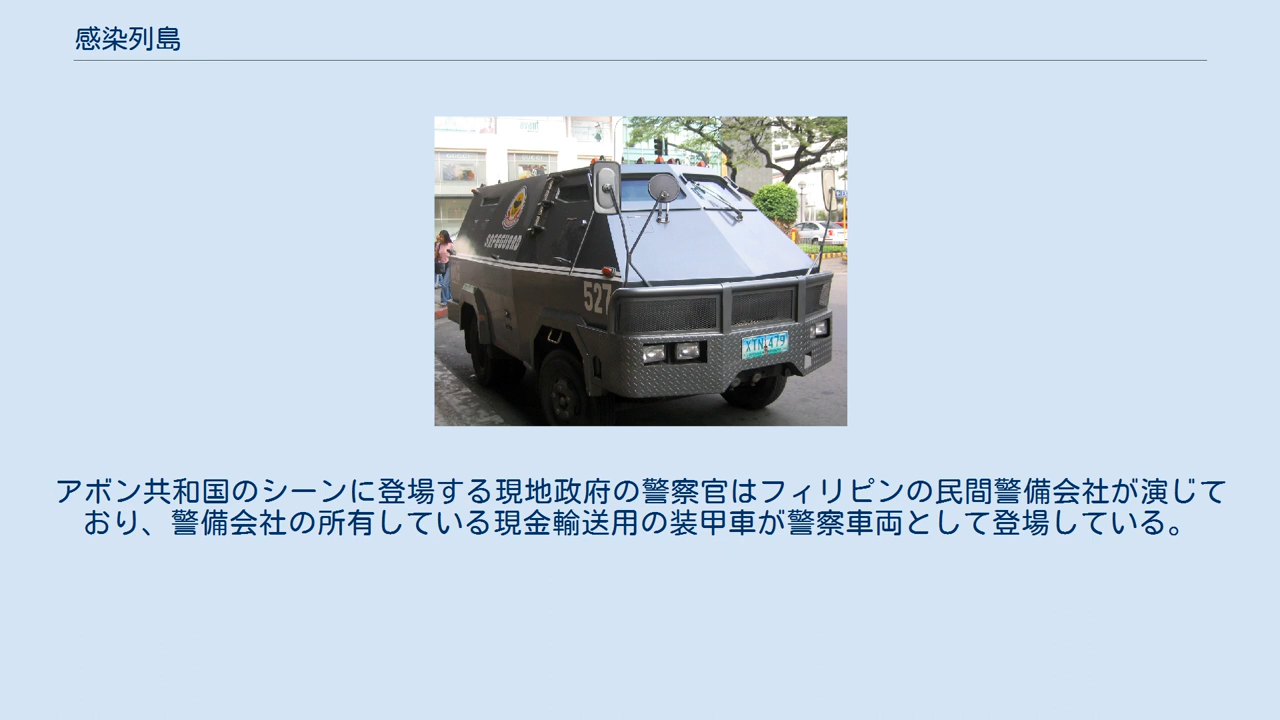 感染列島
SAFEGUARD
527
XTN 479
アボン共和国のシーンに登場する現地政府の警察官はフィリピンの民間警備会社が演じて
おり、警備会社の所有している現金輸送用の装甲車が警察車両として登場している。